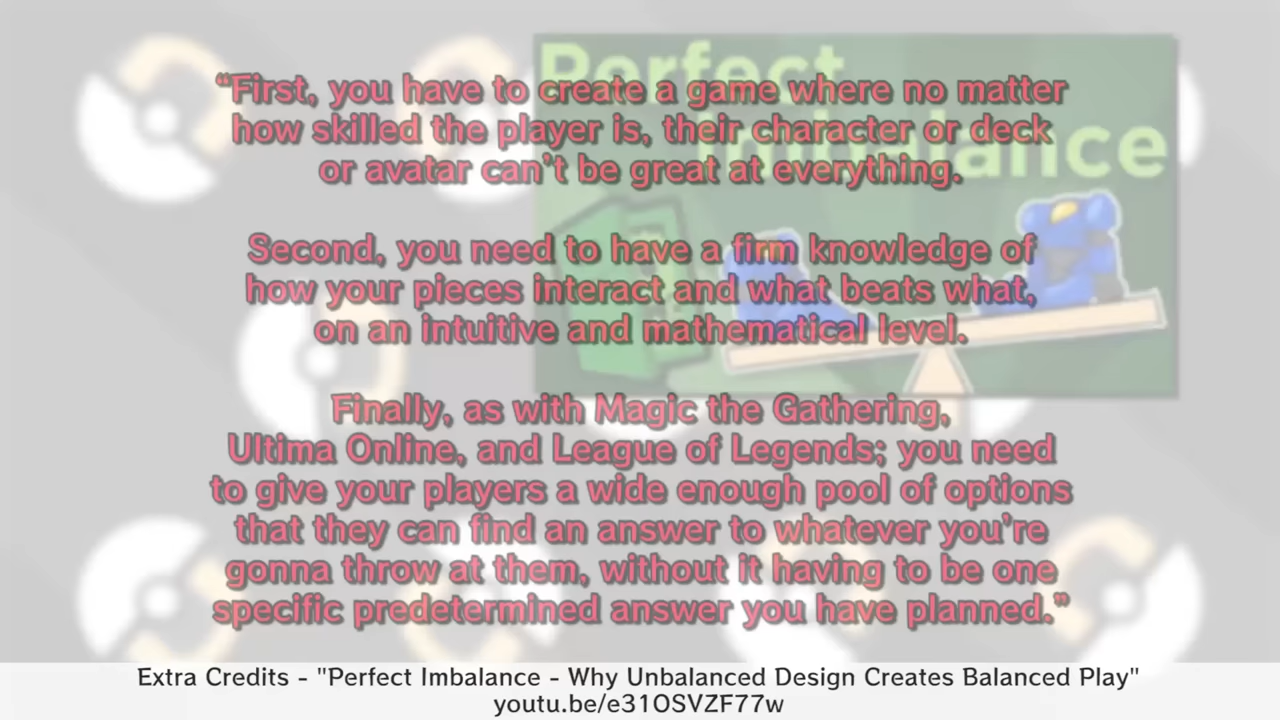 Perfect
Imbalance
“First, you have to create a game where no matter
how skilled the player is, their character or deck
or avatar can’t be great at everything.
Second, you need to have a firm knowledge of
how your pieces interact and what beats what,
on an intuitive and mathematical level.
Finally, as with Magic the Gathering,
Ultima Online, and League of Legends; you need
to give your players a wide enough pool of options
that they can find an answer to whatever you’re
gonna throw at them, without it having to be one
specific predetermined answer you have planned.”
Extra Credits - "Perfect Imbalance - Why Unbalanced Design Creates Balanced Play"
youtu.be/e31OSVZF77w